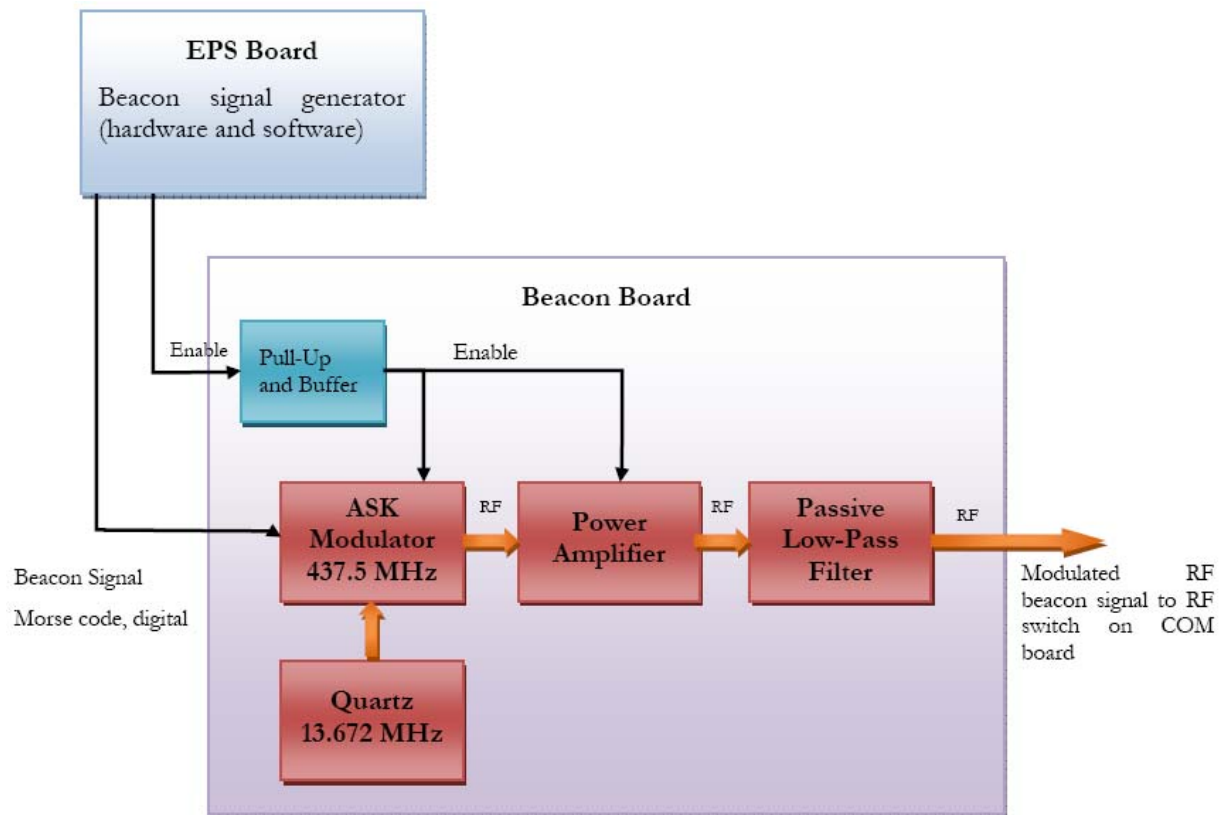 EPS Board
Beacon signal generator
(hardware and software)
Beacon Board
Enable
Pull-Up
and Buffer
Enable
ASK
Modulator
437.5 MHz
RF
Power
Amplifier
RF
Passive
Low-Pass
Filter
RF
Beacon Signal
Morse code, digital
Modulated RF
beacon signal to RF
switch on COM
board
Quartz
13.672 MHz